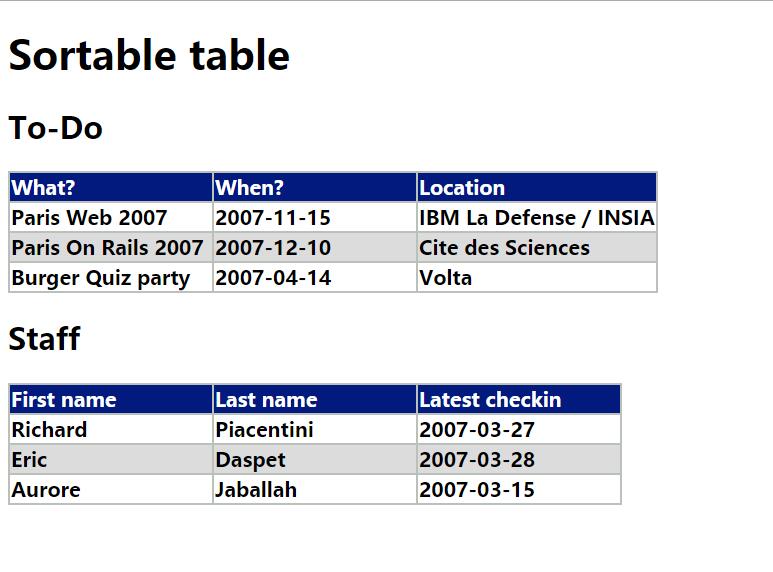 Sortable table
To-Do
What? When? Location
Paris Web 2007 2007-11-15 IBM La Defense / INSIA
Paris On Rails 2007 2007-12-10 Cite des Sciences
Burger Quiz party 2007-04-14 Volta
Staff
First name Last name Latest checkin
Richard Piacentini 2007-03-27
Eric Daspet 2007-03-28
Aurore Jaballah 2007-03-15